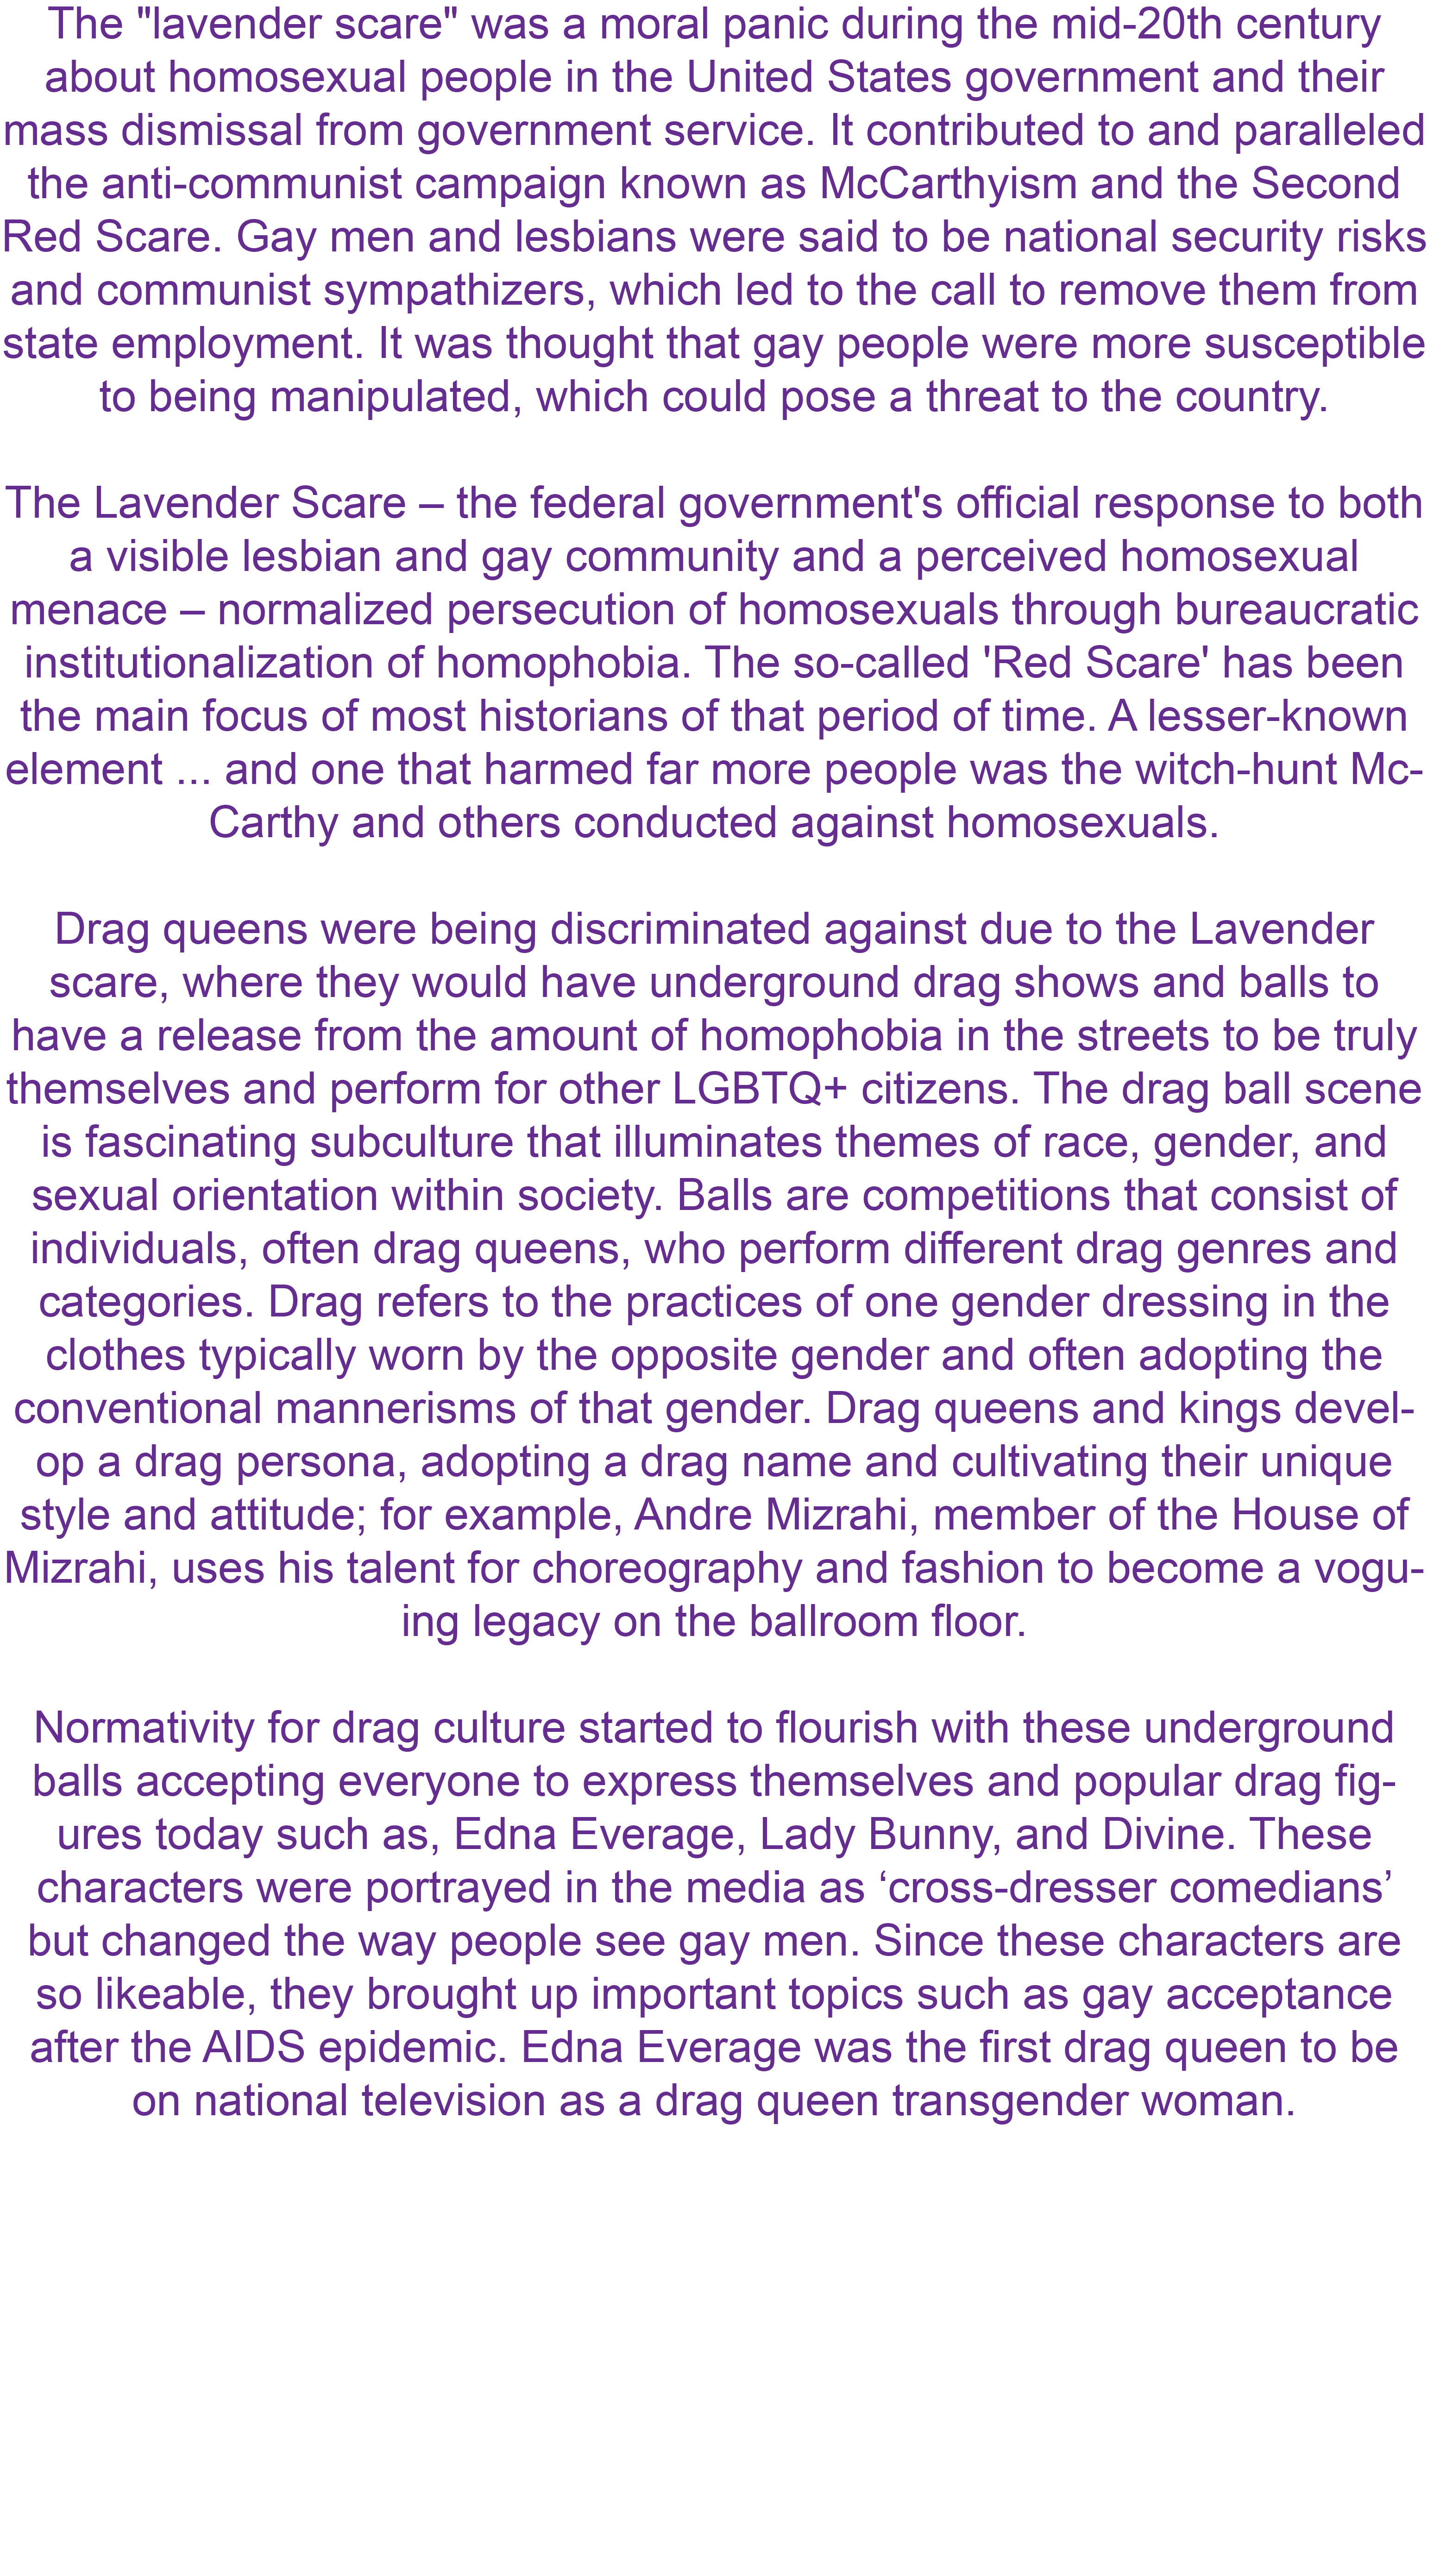 The "lavender scare" was a moral panic during the mid-20th century
about homosexual people in the United States government and their
mass dismissal from government service. It contributed to and paralleled
the anti-communist campaign known as McCarthyism and the Second
Red Scare. Gay men and lesbians were said to be national security risks
and communist sympathizers, which led to the call to remove them from
state employment. It was thought that gay people were more susceptible
to being manipulated, which could pose a threat to the country.
The Lavender Scare – the federal government's official response to both
a visible lesbian and gay community and a perceived homosexual
menace – normalized persecution of homosexuals through bureaucratic
institutionalization of homophobia. The so-called 'Red Scare' has been
the main focus of most historians of that period of time. A lesser-known
element ... and one that harmed far more people was the witch-hunt Mc-
Carthy and others conducted against homosexuals.
Drag queens were being discriminated against due to the Lavender
scare, where they would have underground drag shows and balls to
have a release from the amount of homophobia in the streets to be truly
themselves and perform for other LGBTQ+ citizens. The drag ball scene
is fascinating subculture that illuminates themes of race, gender, and
sexual orientation within society. Balls are competitions that consist of
individuals, often drag queens, who perform different drag genres and
categories. Drag refers to the practices of one gender dressing in the
clothes typically worn by the opposite gender and often adopting the
conventional mannerisms of that gender. Drag queens and kings devel-
op a drag persona, adopting a drag name and cultivating their unique
style and attitude; for example, Andre Mizrahi, member of the House of
Mizrahi, uses his talent for choreography and fashion to become a vogu-
ing legacy on the ballroom floor.
Normativity for drag culture started to flourish with these underground
balls accepting everyone to express themselves and popular drag fig-
ures today such as, Edna Everage, Lady Bunny, and Divine. These
characters were portrayed in the media as ‘cross-dresser comedians’
but changed the way people see gay men. Since these characters are
so likeable, they brought up important topics such as gay acceptance
after the AIDS epidemic. Edna Everage was the first drag queen to be
on national television as a drag queen transgender woman.